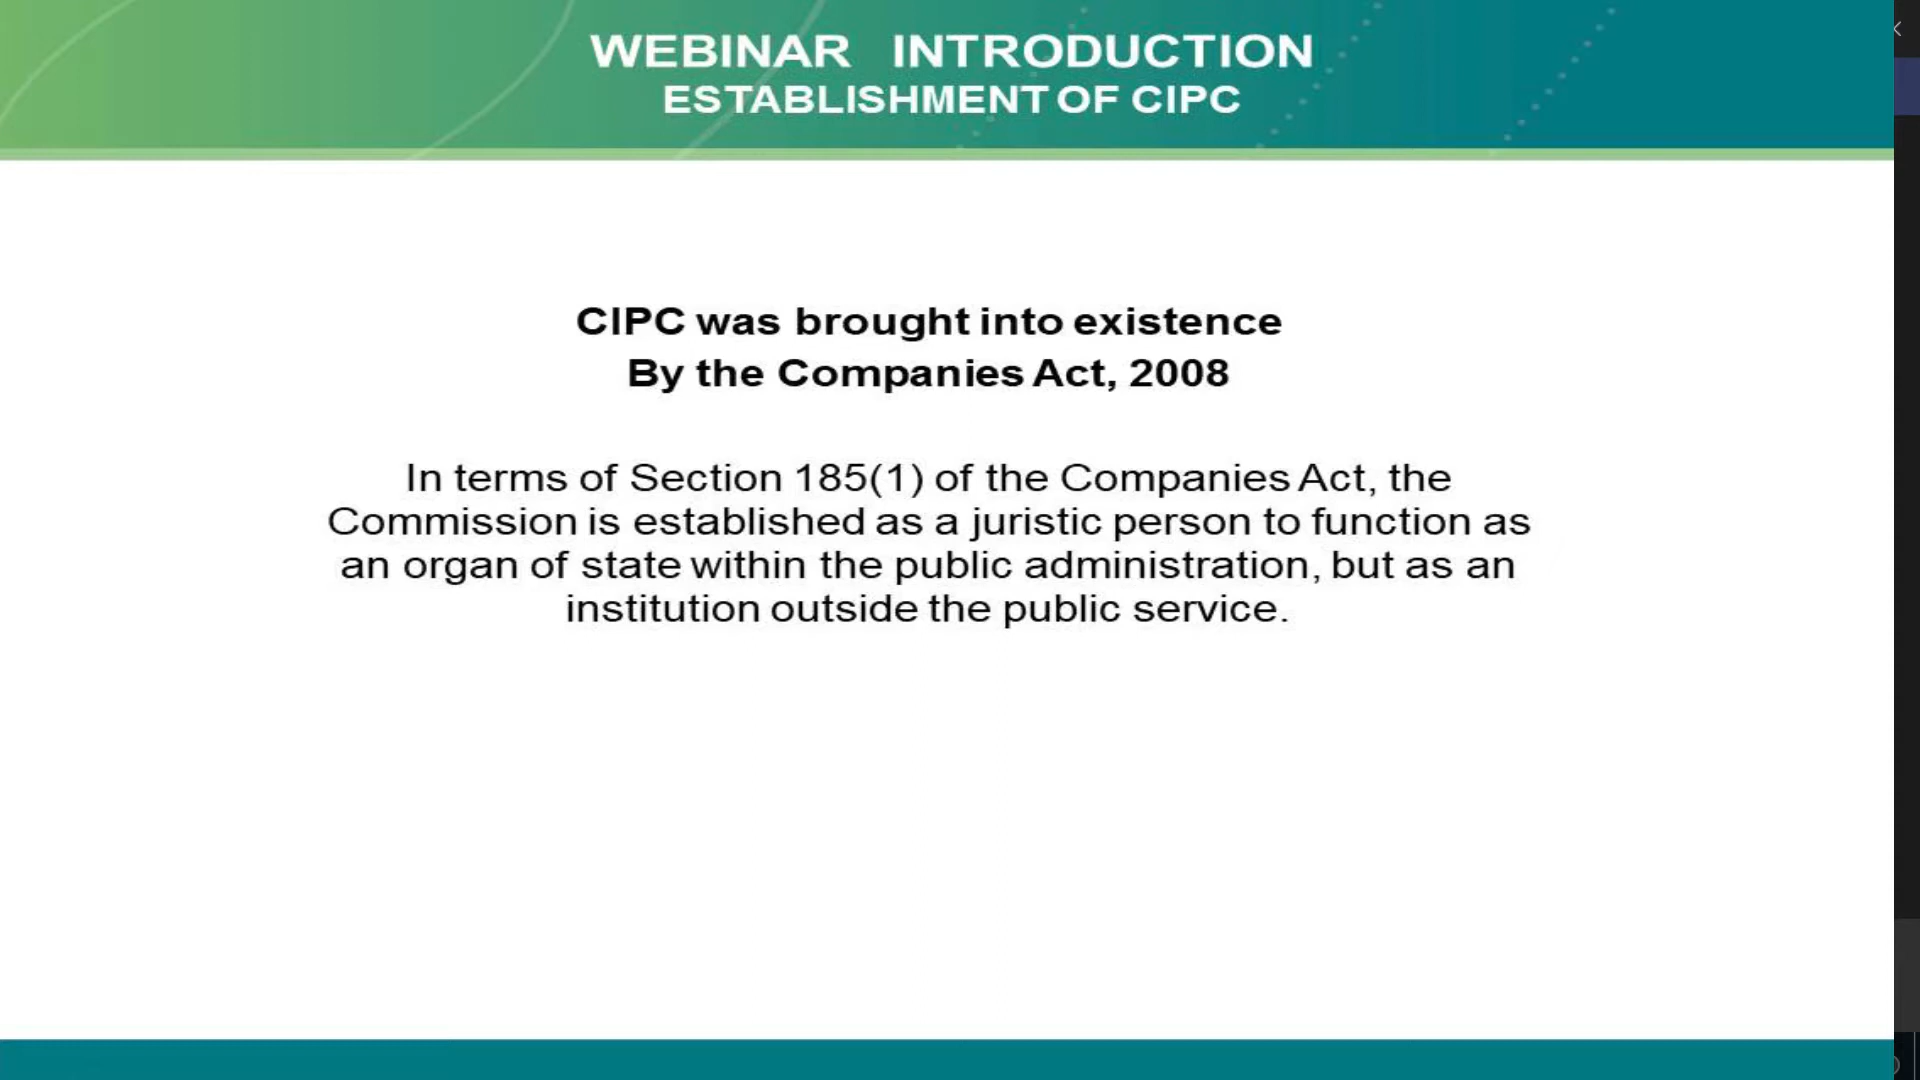 WEBINAR INTRODUCTION
ESTABLISHMENT OF CIPC
CIPC was brought into existence
By the Companies Act, 2008
In terms of Section 185(1) of the Companies Act, the
Commission is established as a juristic person to function as
an organ of state within the public administration, but as an
institution outside the public service.